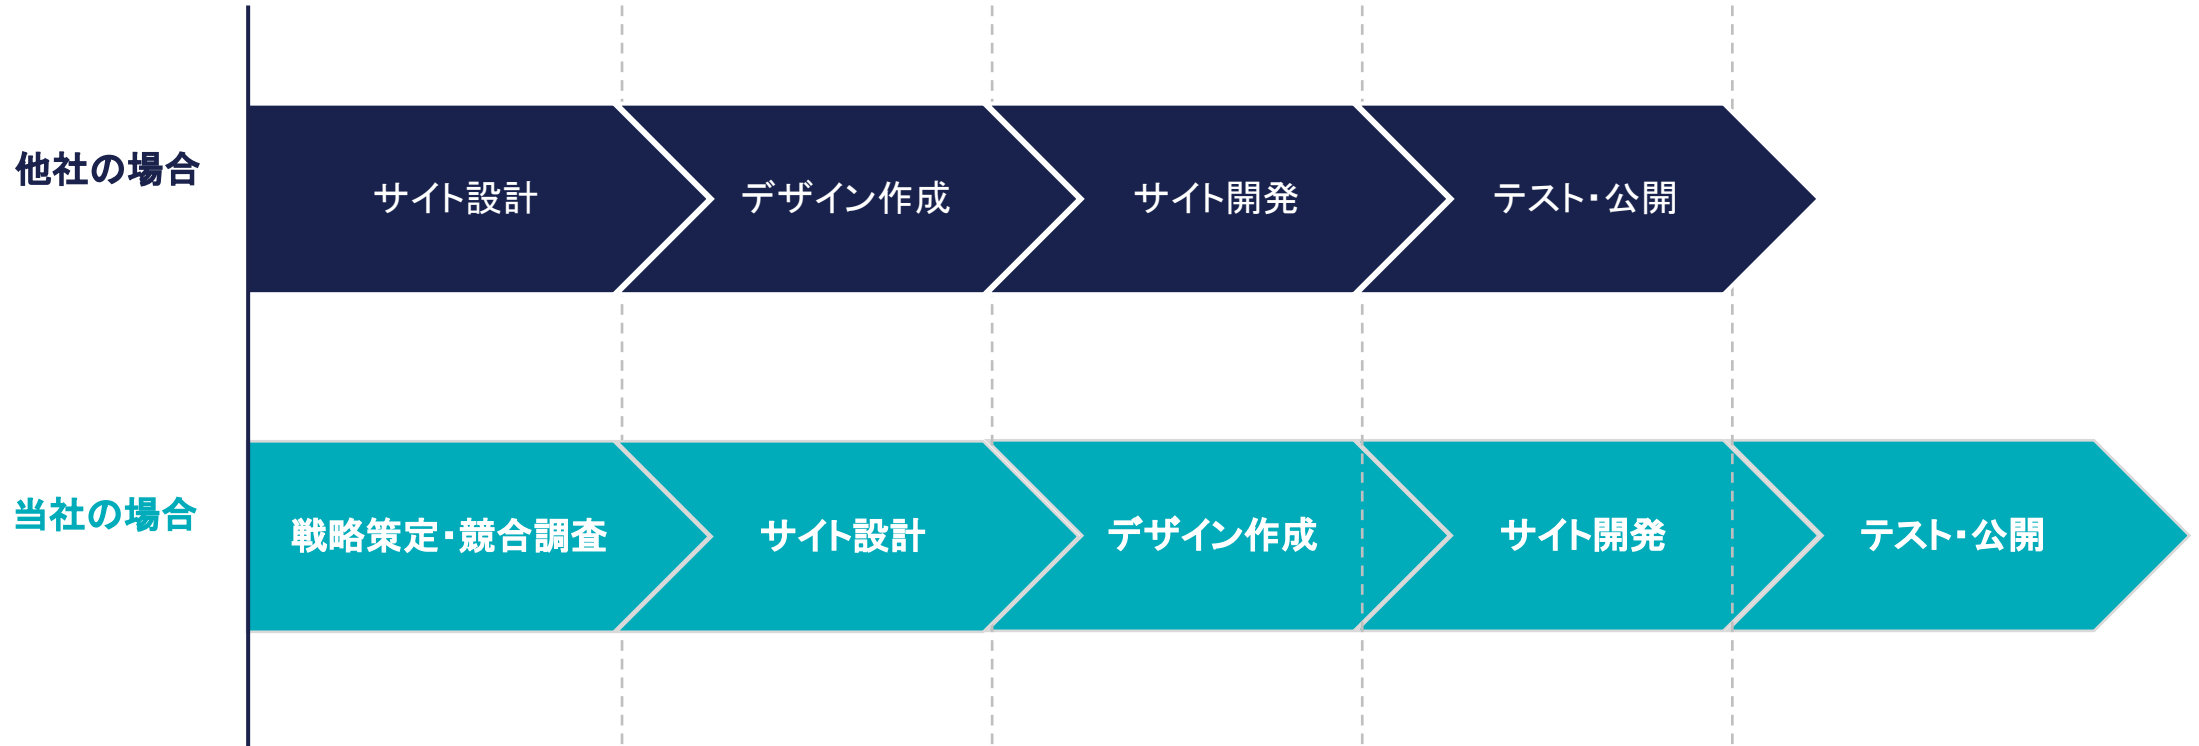 他社の場合
サイト設計
デザイン作成
サイト開発
テスト・公開
当社の場合
戦略策定・競合調査
サイト設計
デザイン作成
サイト開発
テスト・公開